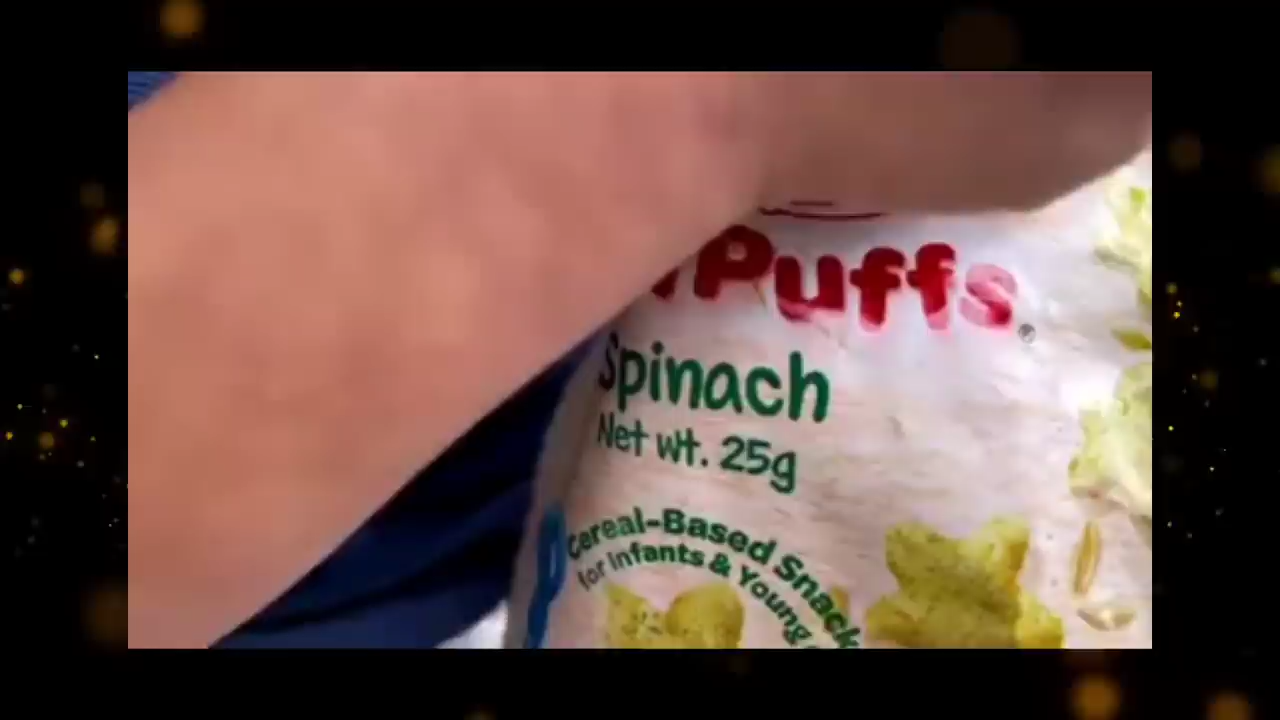 Puffs®
Spinach
Net wt. 25g
Cereal-Based Snack
for Infants & Young